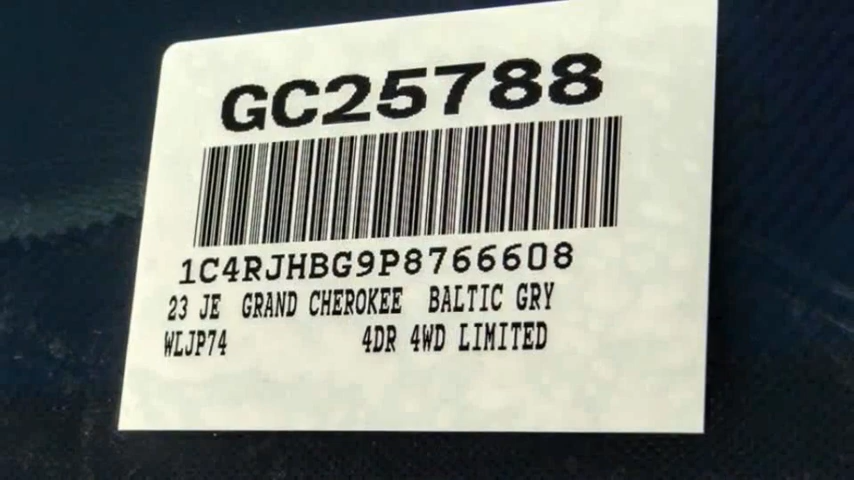 GC25788
1C4RJHBG9P8766608
23 JE GRAND CHEROKEE BALTIC GRY
WLJP74 4DR 4WD LIMITED